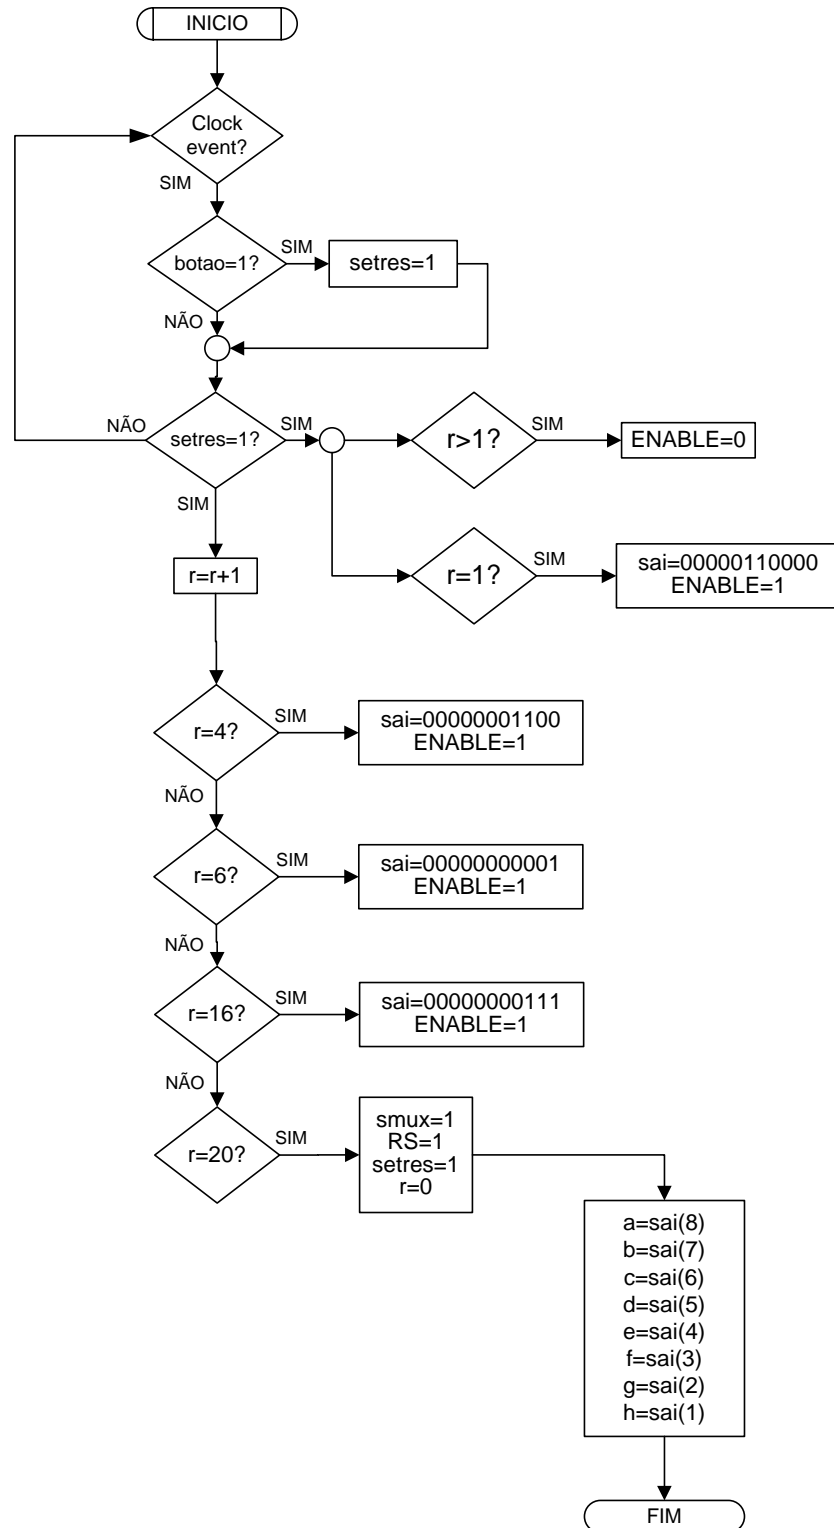 INICIO
Clock
event?
SIM
botao=1?
SIM
setres=1
NÃO
NÃO
setres=1?
SIM
r>1?
SIM
ENABLE=0
SIM
r=r+1
r=1?
SIM
sai=00000110000
ENABLE=1
r=4?
SIM
sai=00000001100
ENABLE=1
NÃO
r=6?
SIM
sai=00000000001
ENABLE=1
NÃO
r=16?
SIM
sai=00000000111
ENABLE=1
NÃO
r=20?
SIM
smux=1
RS=1
setres=1
r=0
a=sai(8)
b=sai(7)
c=sai(6)
d=sai(5)
e=sai(4)
f=sai(3)
g=sai(2)
h=sai(1)
FIM